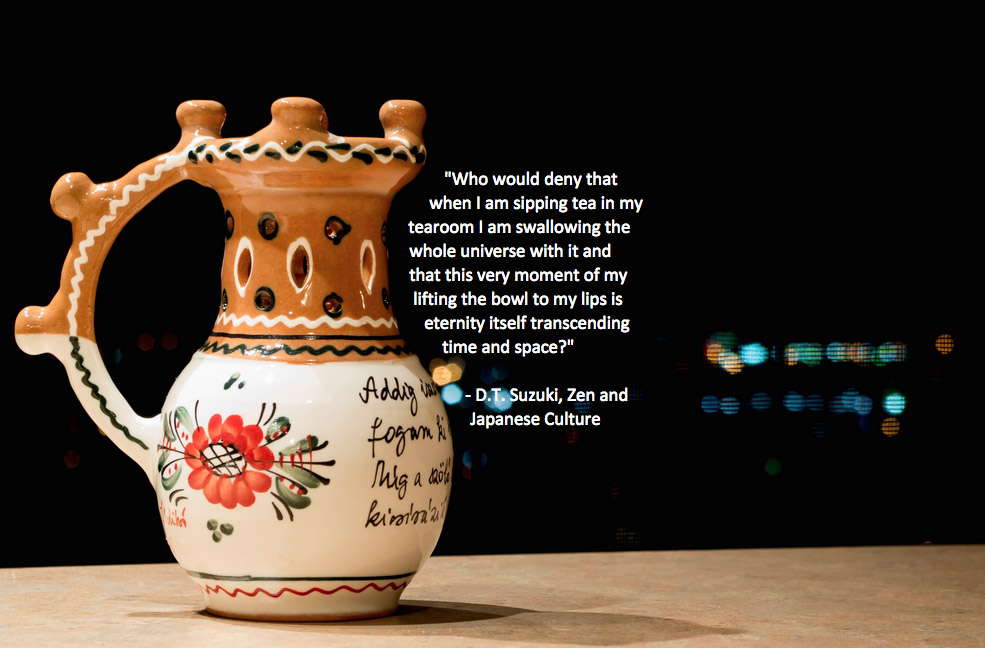 "Who would deny that
when I am sipping tea in my
tearoom I am swallowing the
whole universe with it and
that this very moment of my
lifting the bowl to my lips is
eternity itself transcending
time and space?"
- D.T. Suzuki, Zen and
Japanese Culture
Addig
fogam ki
Míg a